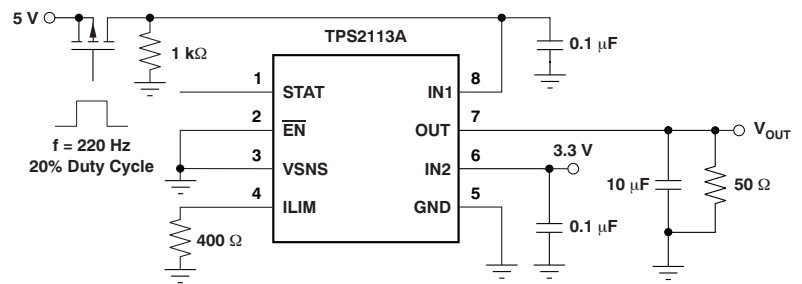 5 V
TPS2113A
1 kΩ
0.1 µF
1
STAT
IN1
8
2
EN
OUT
7
VOUT
f = 220 Hz
20% Duty Cycle
3
VSNS
IN2
6
3.3 V
10 µF
50 Ω
4
ILIM
GND
5
0.1 µF
400 Ω